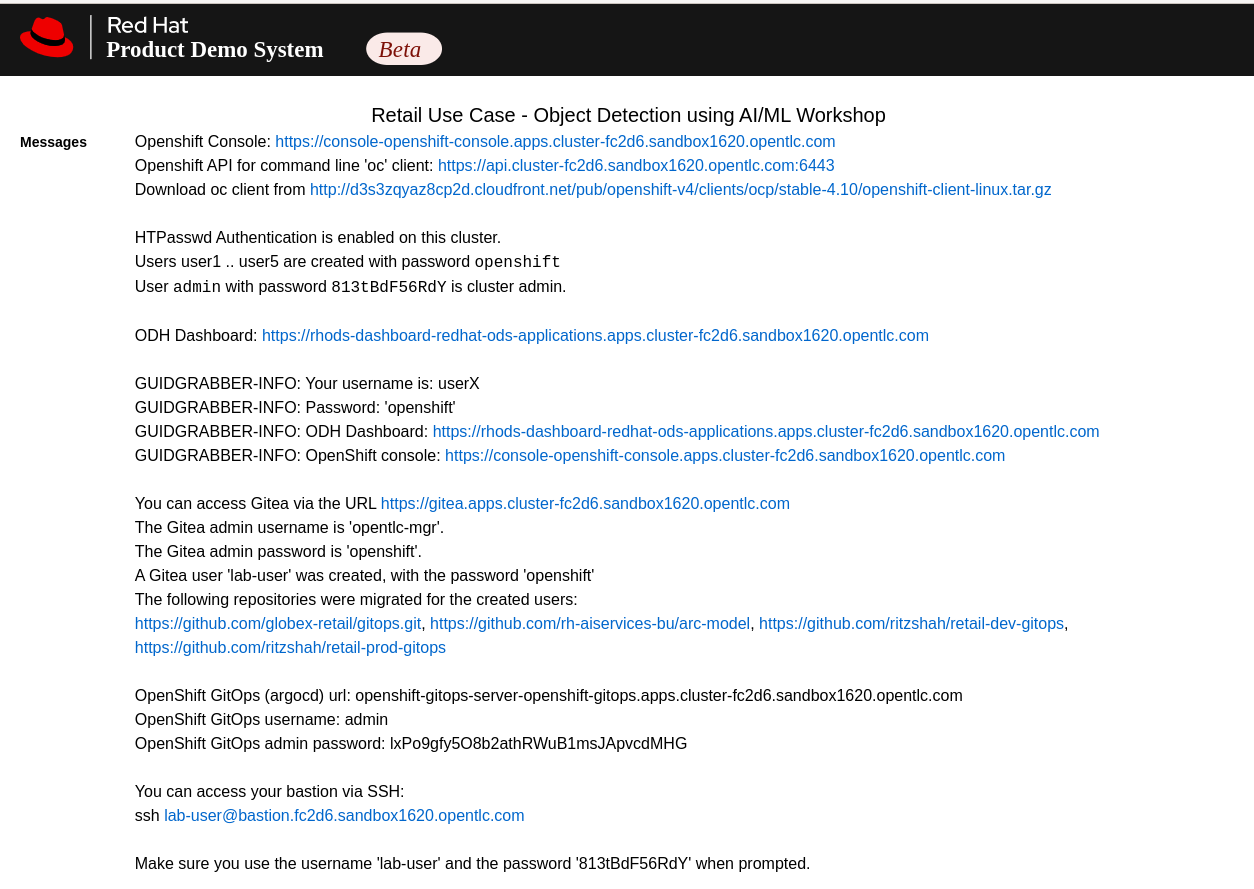 Red Hat
Product Demo System
Beta
Retail Use Case - Object Detection using AI/ML Workshop
Messages
Openshift Console: https://console-openshift-console.apps.cluster-fc2d6.sandbox1620.opentlc.com
Openshift API for command line 'oc' client: https://api.cluster-fc2d6.sandbox1620.opentlc.com:6443
Download oc client from http://d3s3zqyaz8cp2d.cloudfront.net/pub/openshift-v4/clients/ocp/stable-4.10/openshift-client-linux.tar.gz
HTPasswd Authentication is enabled on this cluster.
Users user1 .. user5 are created with password openshift
User admin with password 813tBdF56RdY is cluster admin.
ODH Dashboard: https://rhods-dashboard-redhat-ods-applications.apps.cluster-fc2d6.sandbox1620.opentlc.com
GUIDGRABBER-INFO: Your username is: userX
GUIDGRABBER-INFO: Password: 'openshift'
GUIDGRABBER-INFO: ODH Dashboard: https://rhods-dashboard-redhat-ods-applications.apps.cluster-fc2d6.sandbox1620.opentlc.com
GUIDGRABBER-INFO: OpenShift console: https://console-openshift-console.apps.cluster-fc2d6.sandbox1620.opentlc.com
You can access Gitea via the URL https://gitea.apps.cluster-fc2d6.sandbox1620.opentlc.com
The Gitea admin username is 'opentlc-mgr'.
The Gitea admin password is 'openshift'.
A Gitea user 'lab-user' was created, with the password 'openshift'
The following repositories were migrated for the created users:
https://github.com/globex-retail/gitops.git, https://github.com/rh-aiservices-bu/arc-model, https://github.com/ritzshah/retail-dev-gitops,
https://github.com/ritzshah/retail-prod-gitops
OpenShift GitOps (argocd) url: openshift-gitops-server-openshift-gitops.apps.cluster-fc2d6.sandbox1620.opentlc.com
OpenShift GitOps username: admin
OpenShift GitOps admin password: lxPo9gfy5O8b2athRWuB1msJApvcdMHG
You can access your bastion via SSH:
ssh lab-user@bastion.fc2d6.sandbox1620.opentlc.com
Make sure you use the username 'lab-user' and the password '813tBdF56RdY' when prompted.